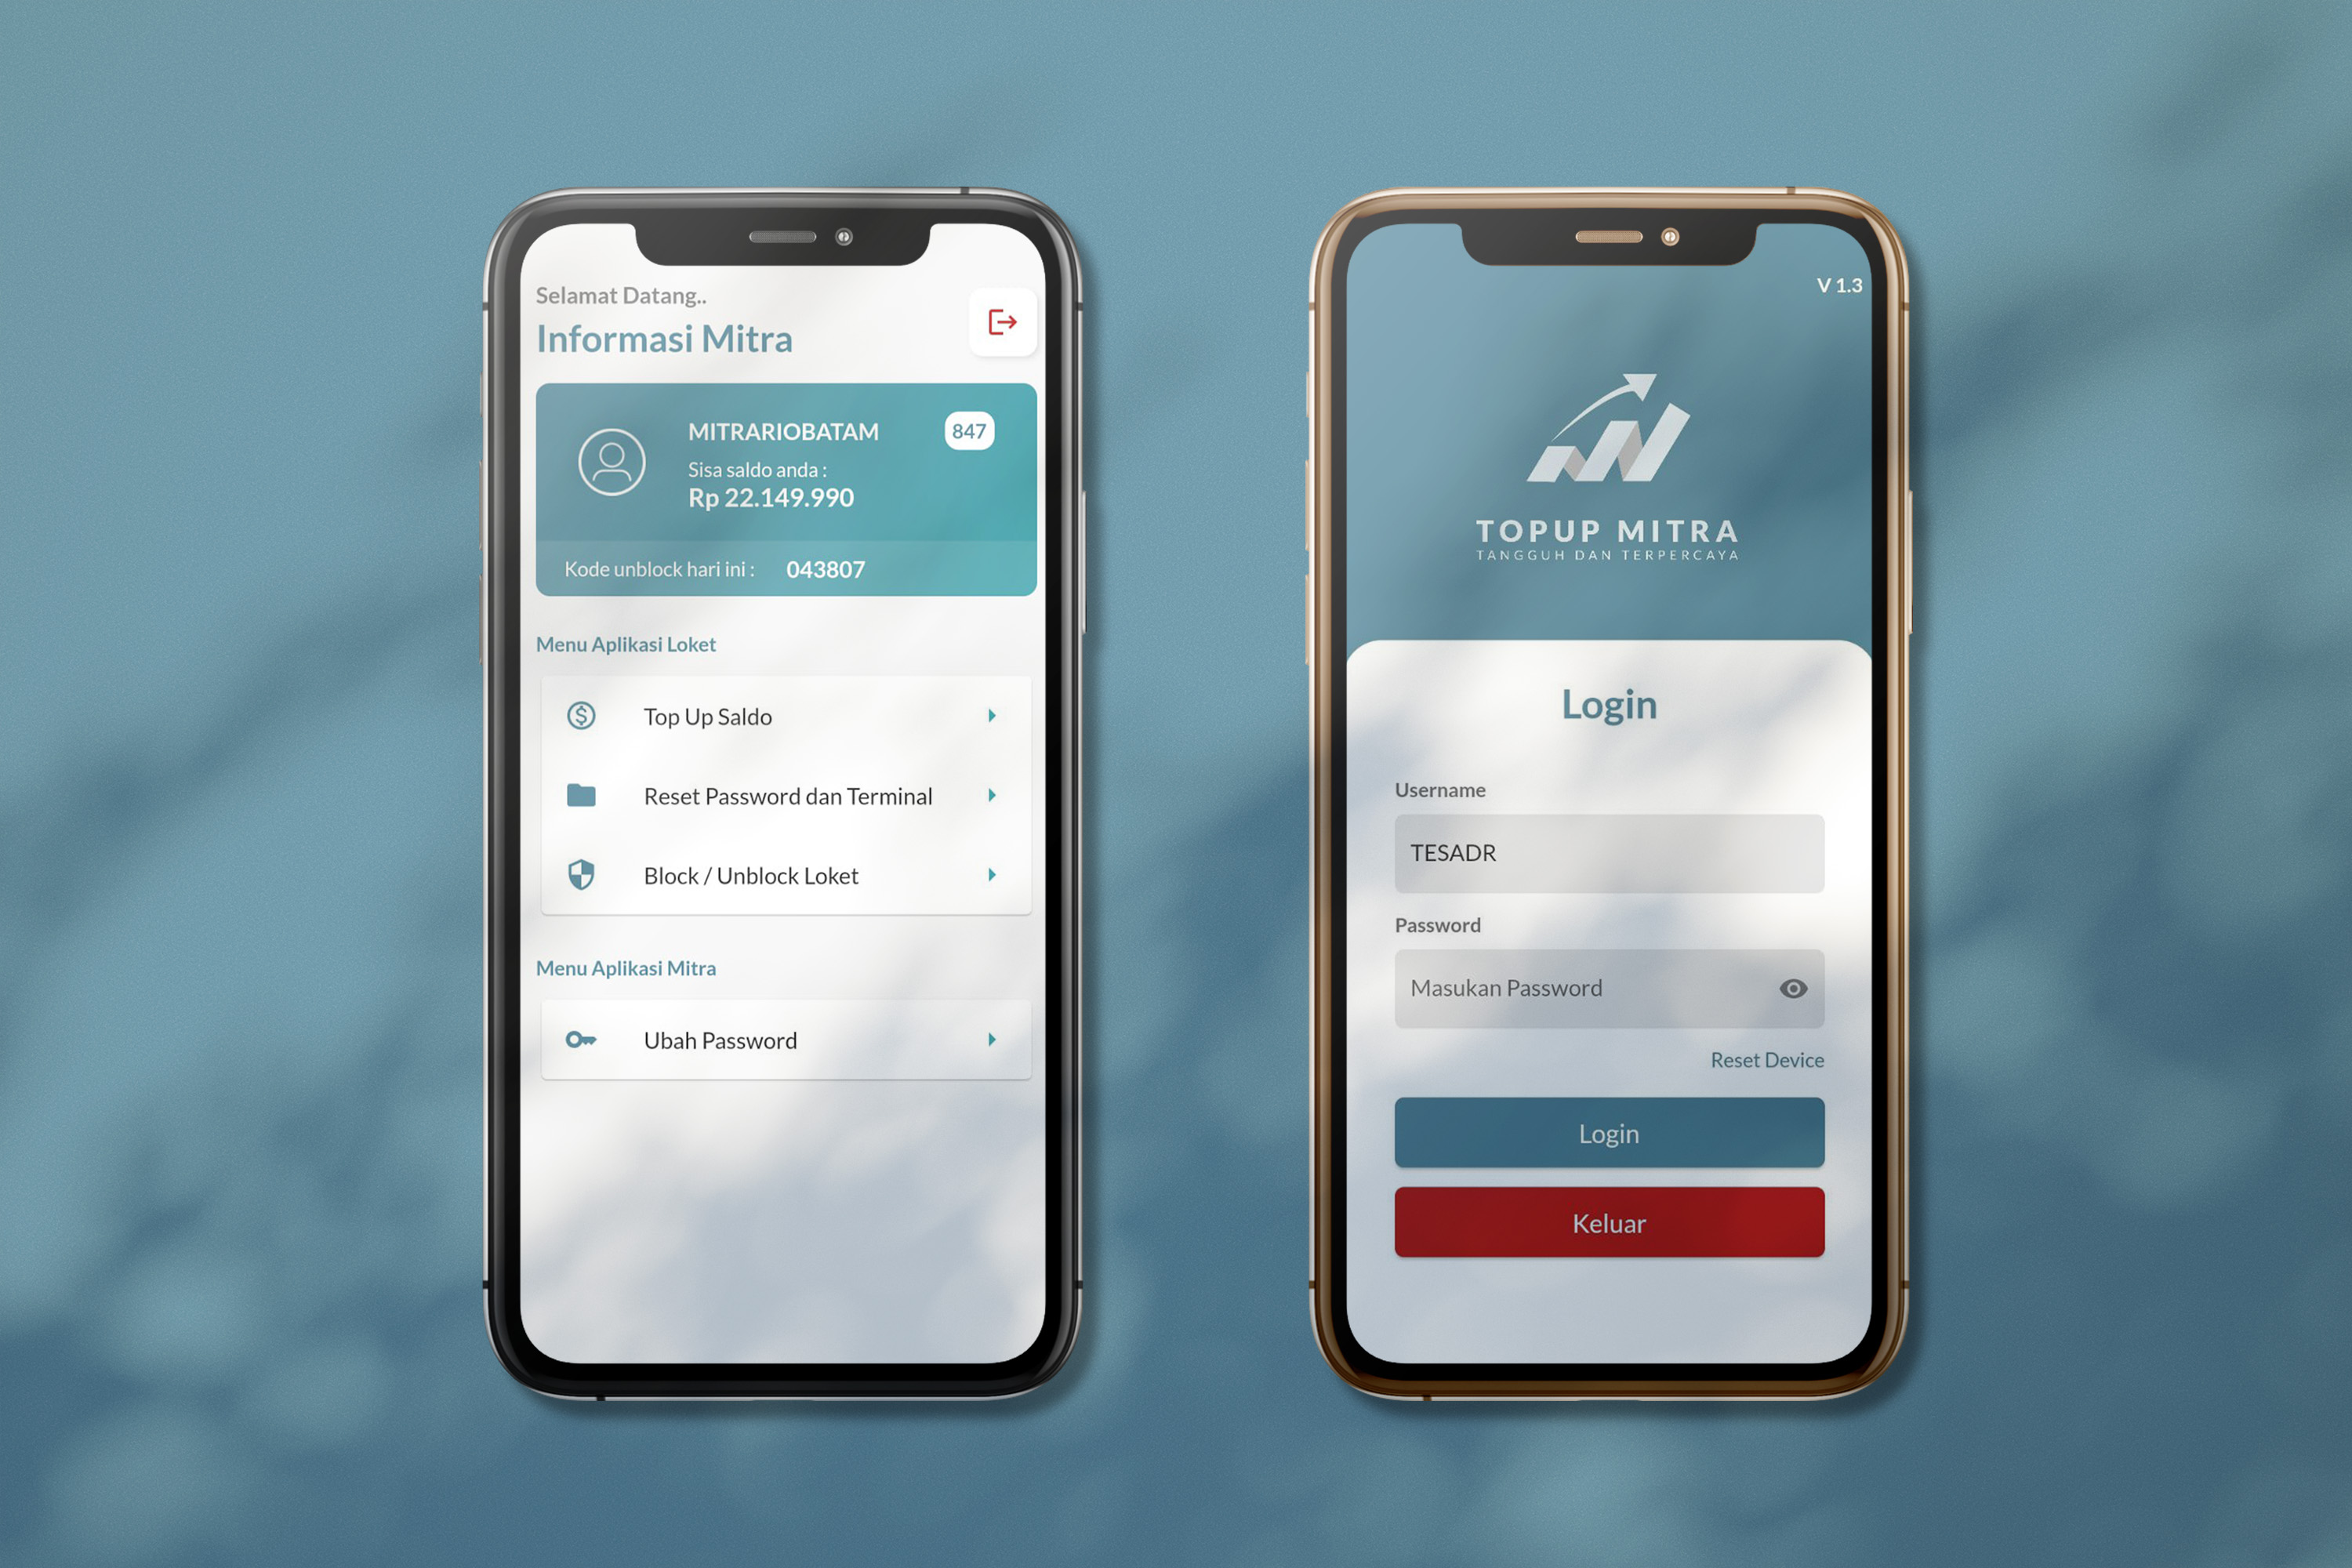 Selamat Datang..
Informasi Mitra
MITRARIOBATAM
847
Sisa saldo anda :
Rp 22.149.990
Kode unblock hari ini :
043807
Menu Aplikasi Loket
Top Up Saldo
Reset Password dan Terminal
Block / Unblock Loket
Menu Aplikasi Mitra
Ubah Password
V 1.3
TOPUP MITRA
TANGGUH DAN TERPERCAYA
Login
Username
TESADR
Password
Masukan Password
Reset Device
Login
Keluar